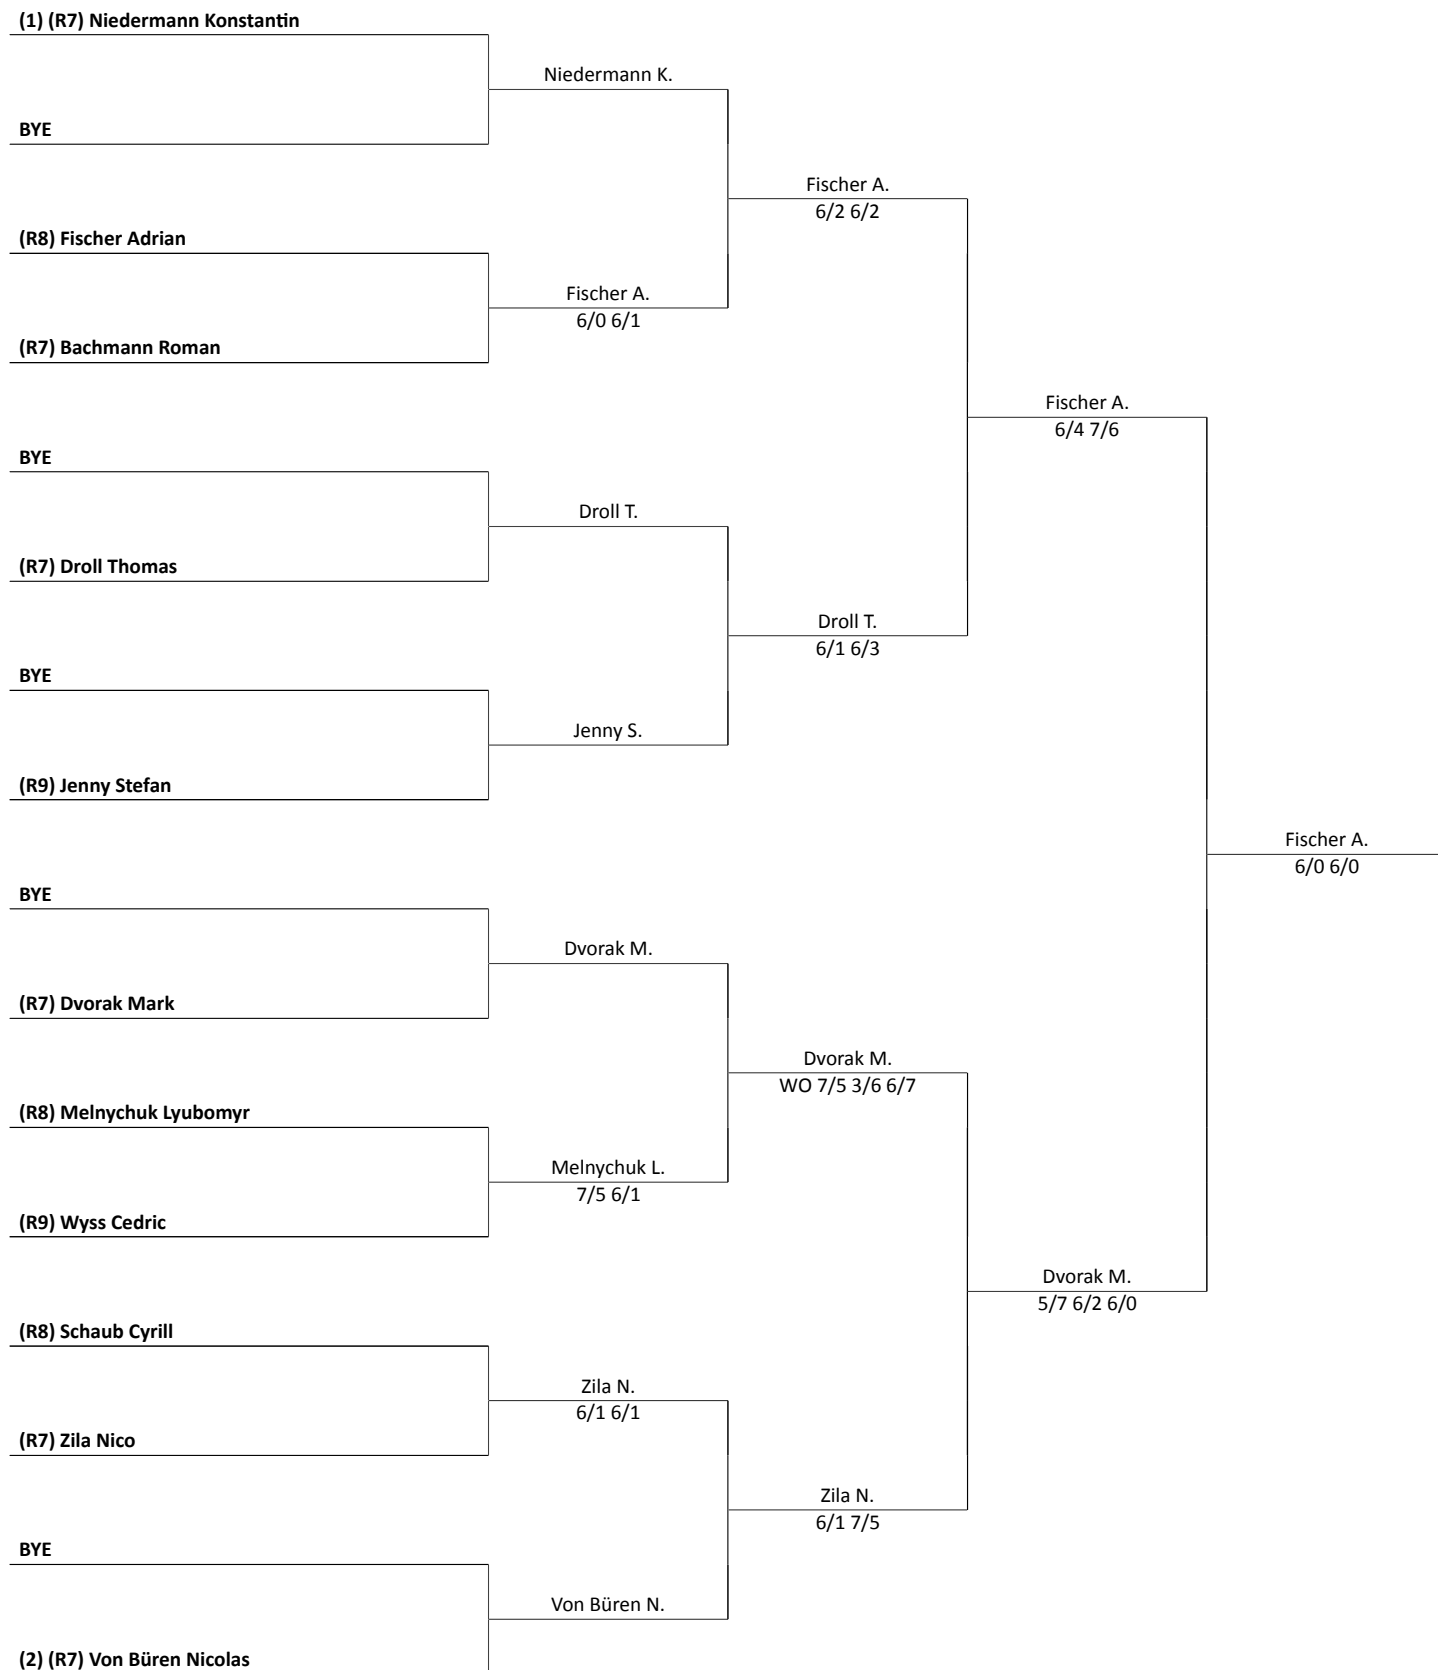 (1) (R7) Niedermann Konstantin
Niedermann K.
BYE
Fischer A.
6/2 6/2
(R8) Fischer Adrian
Fischer A.
6/0 6/1
(R7) Bachmann Roman
Fischer A.
6/4 7/6
BYE
Droll T.
(R7) Droll Thomas
Droll T.
6/1 6/3
BYE
Jenny S.
(R9) Jenny Stefan
Fischer A.
6/0 6/0
BYE
Dvorak M.
(R7) Dvorak Mark
Dvorak M.
WO 7/5 3/6 6/7
(R8) Melnychuk Lyubomyr
Melnychuk L.
7/5 6/1
(R9) Wyss Cedric
Dvorak M.
5/7 6/2 6/0
(R8) Schaub Cyrill
Zila N.
6/1 6/1
(R7) Zila Nico
Zila N.
6/1 7/5
BYE
Von Büren N.
(2) (R7) Von Büren Nicolas